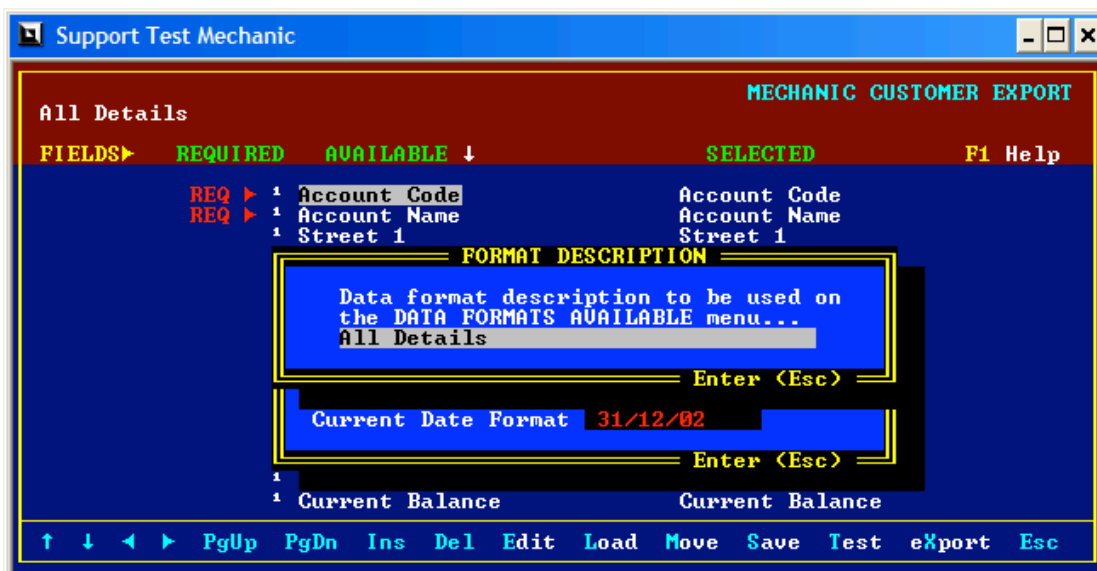 Support Test Mechanic
MECHANIC CUSTOMER EXPORT
All Details
FIELDS► REQUIRED AVAILABLE ↓ SELECTED F1 Help
REQ ► 1 Account Code Account Code
REQ ► 1 Account Name Account Name
1 Street 1 Street 1
FORMAT DESCRIPTION
Data format description to be used on
the DATA FORMATS AVAILABLE menu...
All Details
Enter (Esc)
Current Date Format 31/12/02
Enter (Esc)
1
1 Current Balance Current Balance
↑ ↓ ◄ ► PgUp PgDn Ins Del Edit Load Move Save Test eXport Esc